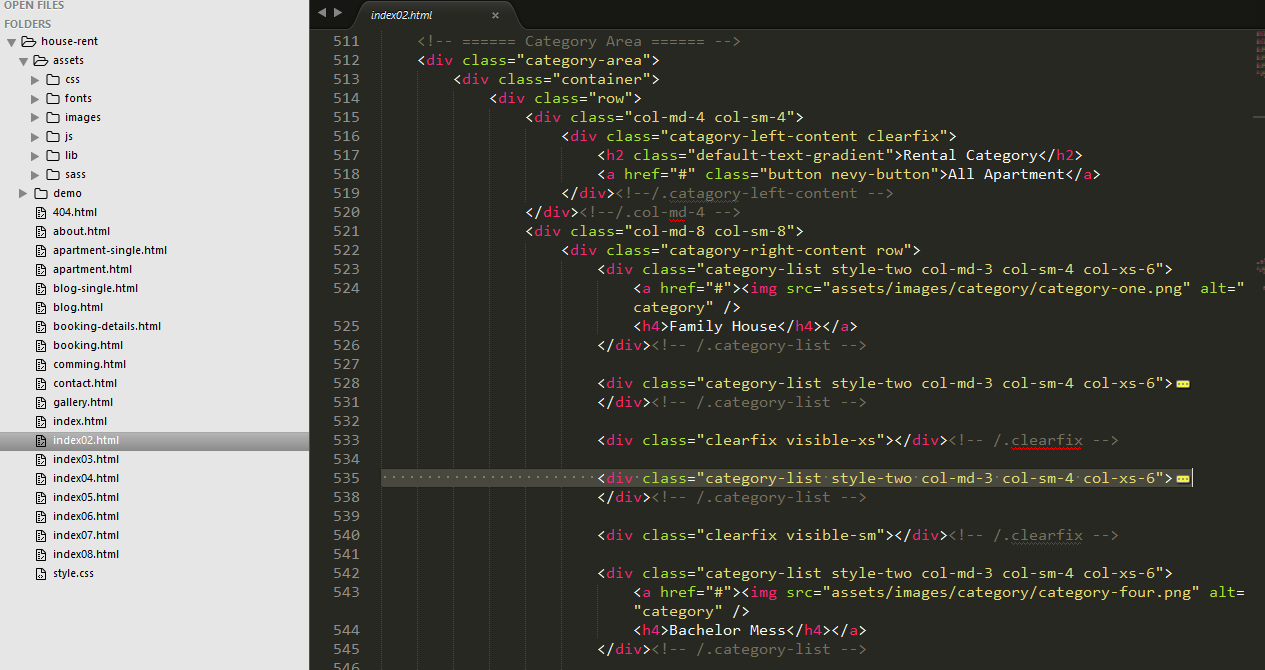 OPEN FILES
FOLDERS
house-rent
assets
css
fonts
images
js
lib
sass
demo
404.html
about.html
apartment-single.html
apartment.html
blog-single.html
blog.html
booking-details.html
booking.html
comming.html
contact.html
gallery.html
index.html
index02.html
index03.html
index04.html
index05.html
index06.html
index07.html
index08.html
style.css
index02.html ×
511 <!-- ====== Category Area ====== -->
512 <div class="category-area">
513 <div class="container">
514 <div class="row">
515 <div class="col-md-4 col-sm-4">
516 <div class="catagory-left-content clearfix">
517 <h2 class="default-text-gradient">Rental Category</h2>
518 <a href="#" class="button nevy-button">All Apartment</a>
519 </div><!--/.catagory-left-content -->
520 </div><!--/.col-md-4 -->
521 <div class="col-md-8 col-sm-8">
522 <div class="catagory-right-content row">
523 <div class="category-list style-two col-md-3 col-sm-4 col-xs-6">
524 <a href="#"><img src="assets/images/category/category-one.png" alt="
category" />
525 <h4>Family House</h4></a>
526 </div><!-- /.category-list -->
527
528 <div class="category-list style-two col-md-3 col-sm-4 col-xs-6">
531 </div><!-- /.category-list -->
532
533 <div class="clearfix visible-xs"></div><!-- /.clearfix -->
534
535 <div class="category-list style-two col-md-3 col-sm-4 col-xs-6">
538 </div><!-- /.category-list -->
539
540 <div class="clearfix visible-sm"></div><!-- /.clearfix -->
541
542 <div class="category-list style-two col-md-3 col-sm-4 col-xs-6">
543 <a href="#"><img src="assets/images/category/category-four.png" alt=
"category" />
544 <h4>Bachelor Mess</h4></a>
545 </div><!-- /.category-list -->
546